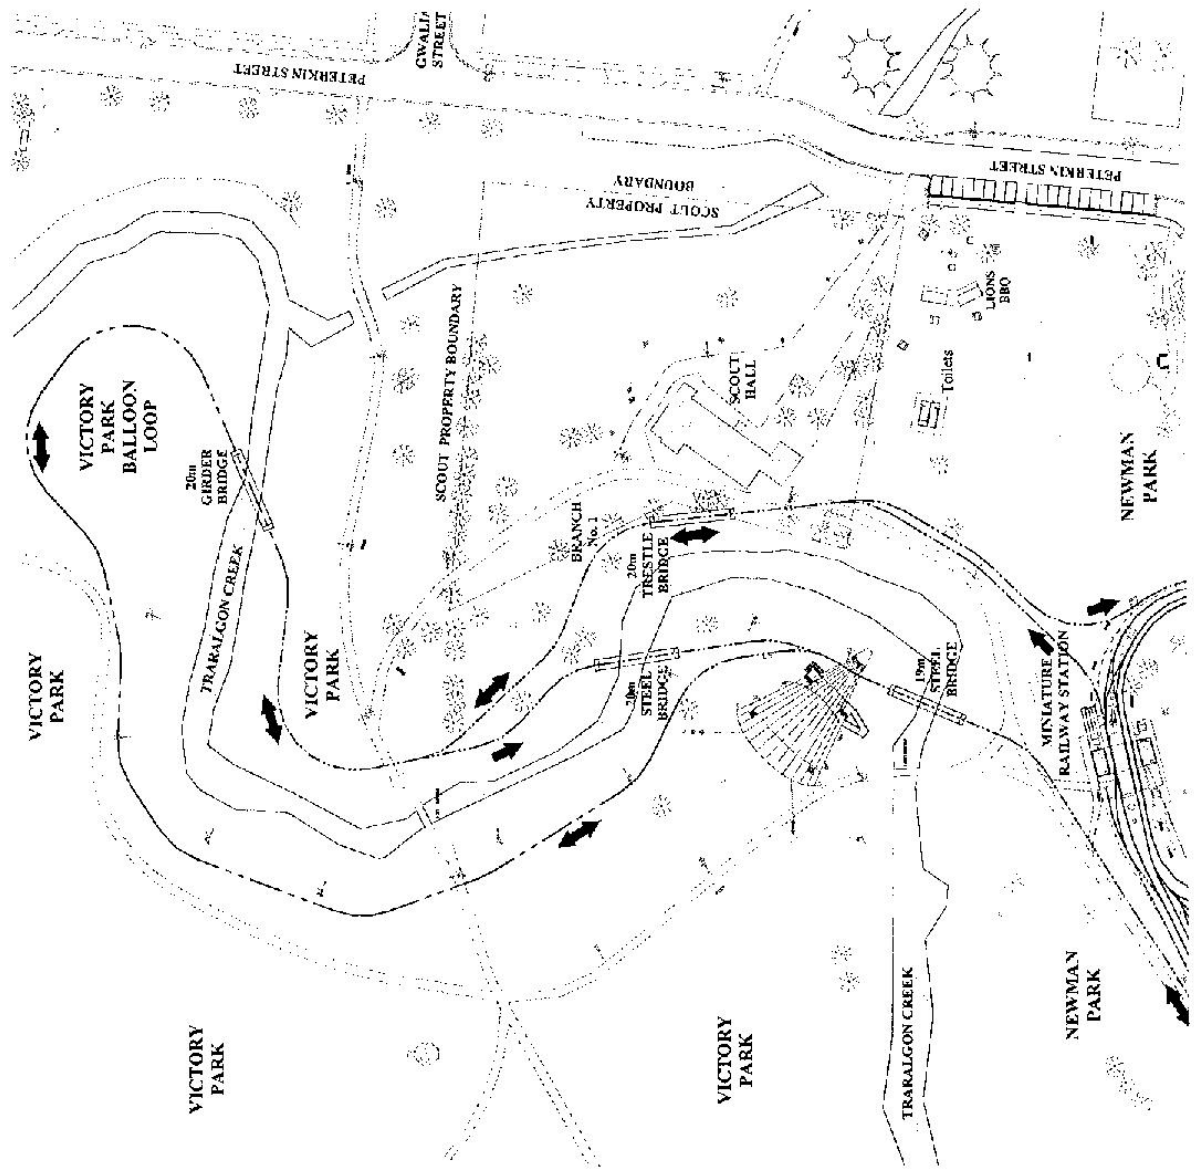 GWALIA
STREET
PETERKIN STREET
PETERKIN STREET
SCOUT PROPERTY
BOUNDARY
SCOUT PROPERTY BOUNDARY
LIONS
BBQ
SCOUT
HALL
Toilets
VICTORY
PARK
BALLOON
LOOP
20m
GIRDER
BRIDGE
NEWMAN
PARK
BRANCH
No. 1
20m
TRESTLE
BRIDGE
TRARALGON CREEK
VICTORY
PARK
VICTORY
PARK
20m
STEEL
BRIDGE
19m
STEEL
BRIDGE
MINIATURE
RAILWAY STATION
NEWMAN
PARK
TRARALGON CREEK
VICTORY
PARK
VICTORY
PARK